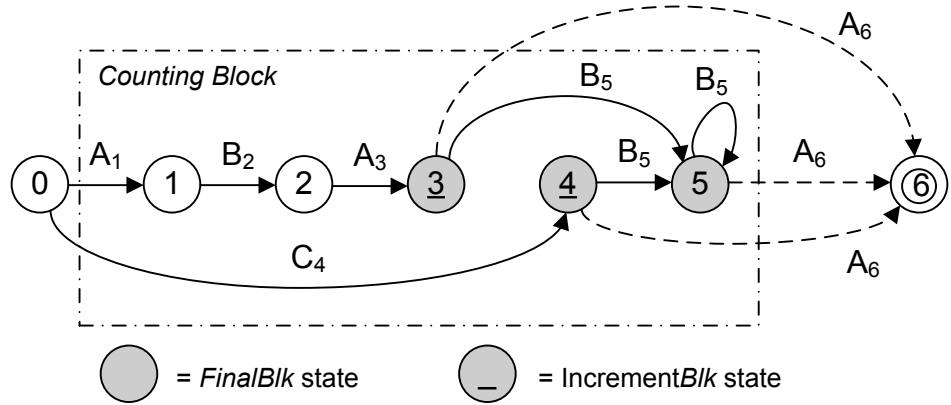 A₆
Counting Block
B₅ B₅
A₁ B₂ A₃ B₅ A₆
0 1 2 3 4 5 6
C₄ A₆
= FinalBlk state _ = IncrementBlk state